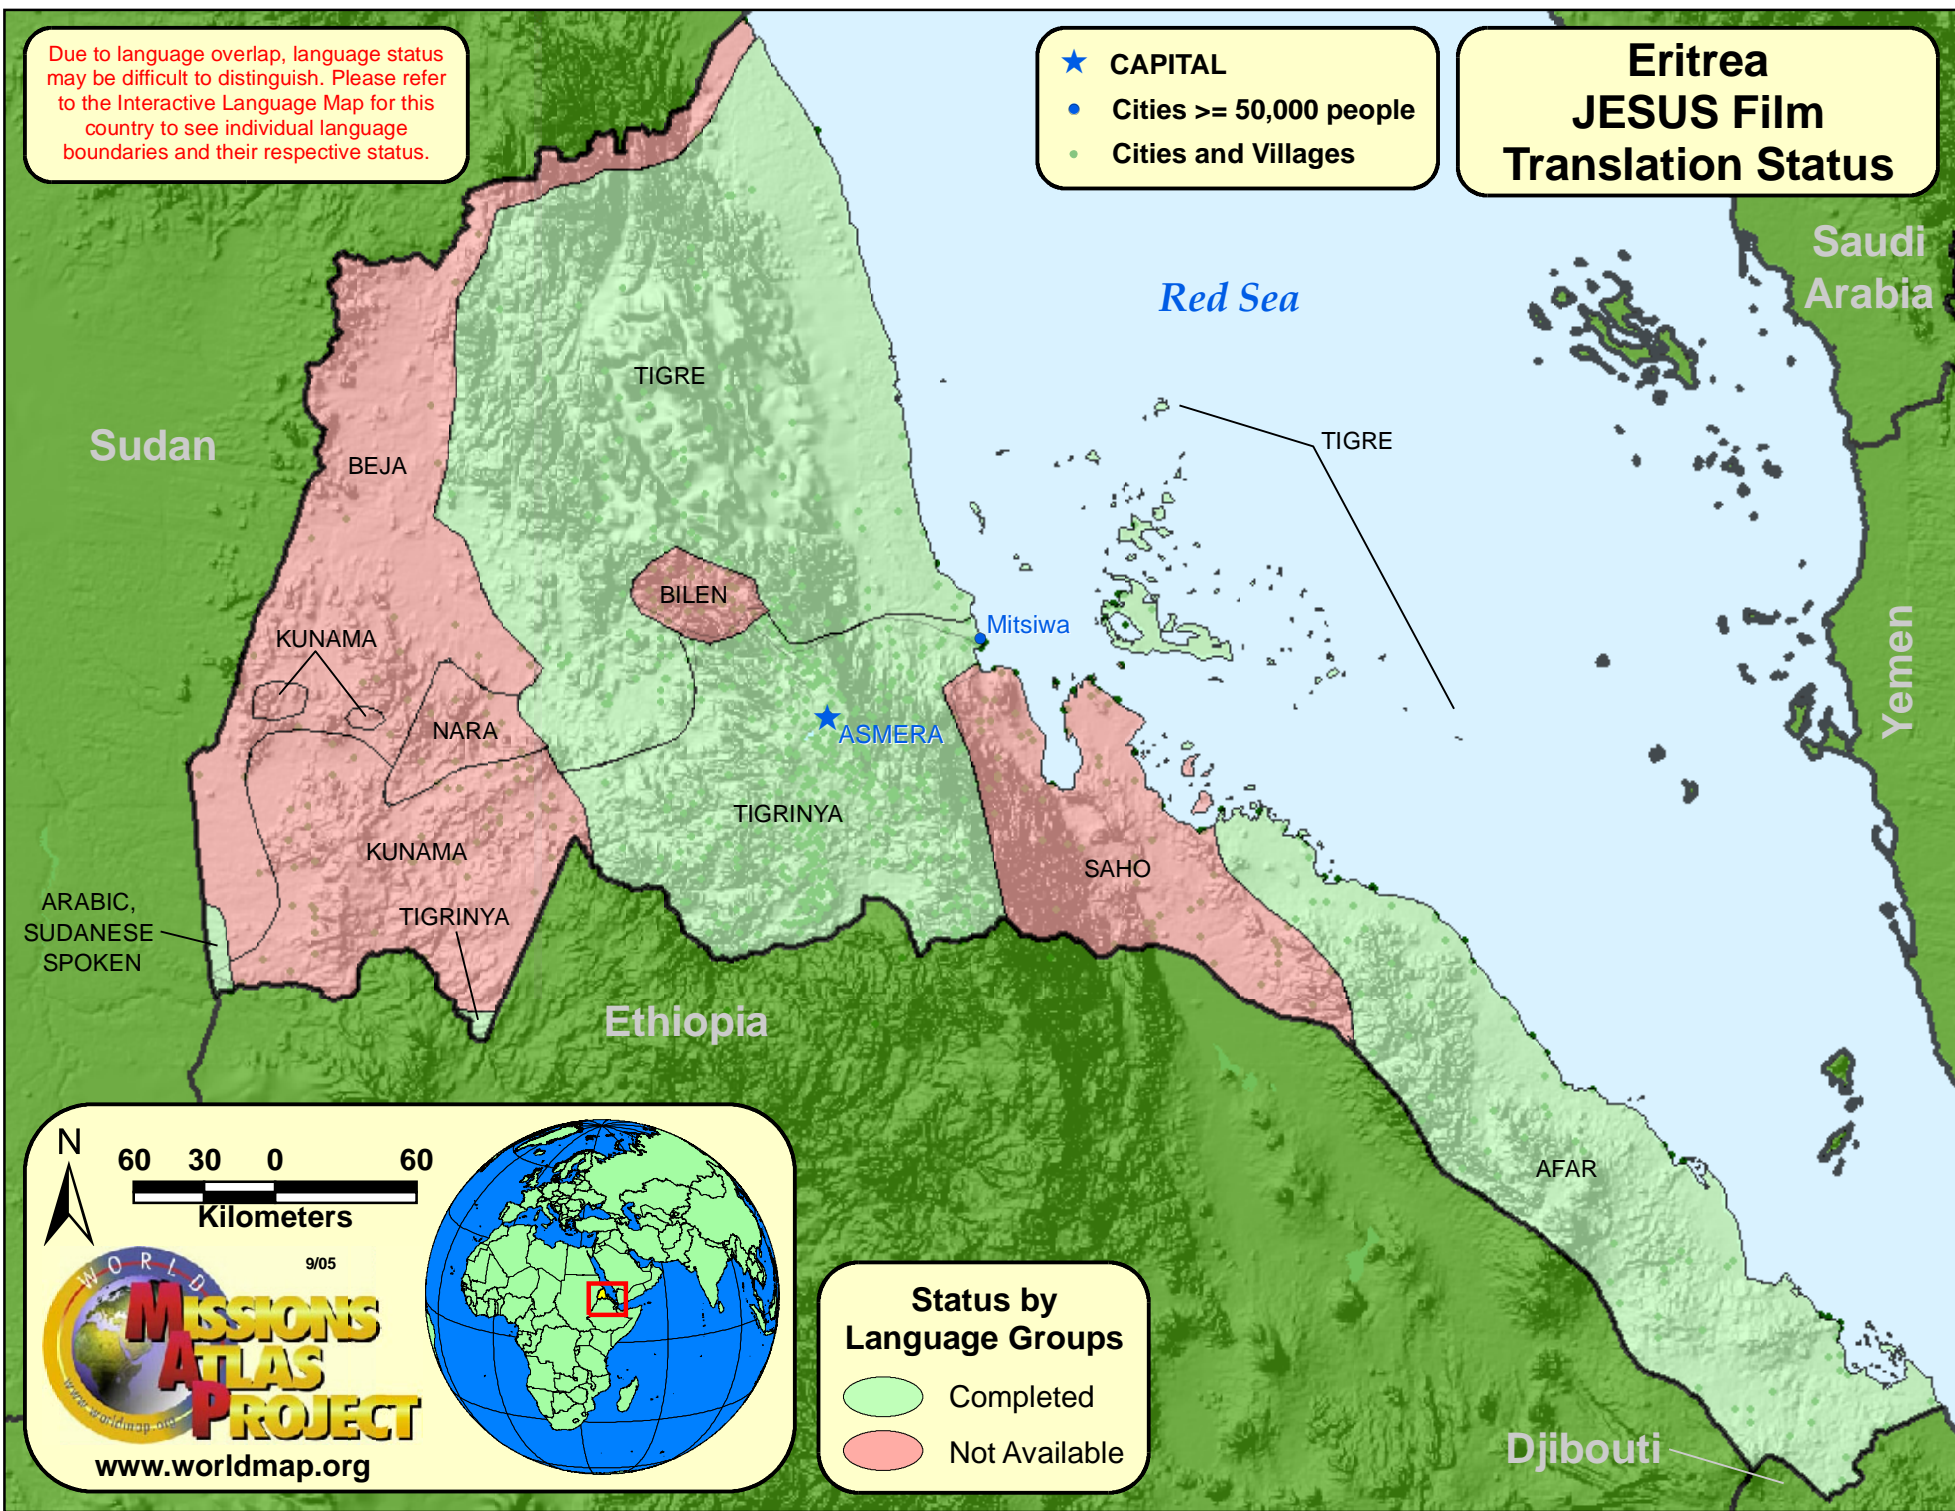 Due to language overlap, language status
may be difficult to distinguish. Please refer
to the Interactive Language Map for this
country to see individual language
boundaries and their respective status.
CAPITAL
Cities >= 50,000 people
Cities and Villages
Eritrea
JESUS Film
Translation Status
Saudi
Arabia
Red Sea
TIGRE
TIGRE
Sudan
BEJA
BILEN
Mitsiwa
KUNAMA
Yemen
NARA
ASMERA
TIGRINYA
KUNAMA
SAHO
ARABIC,
SUDANESE
SPOKEN
TIGRINYA
Ethiopia
AFAR
N
60 30 0 60
Kilometers
9/05
WORLD
MISSIONS
ATLAS
PROJECT
www.worldmap.org
www.worldmap.org
Status by
Language Groups
Completed
Not Available
Djibouti